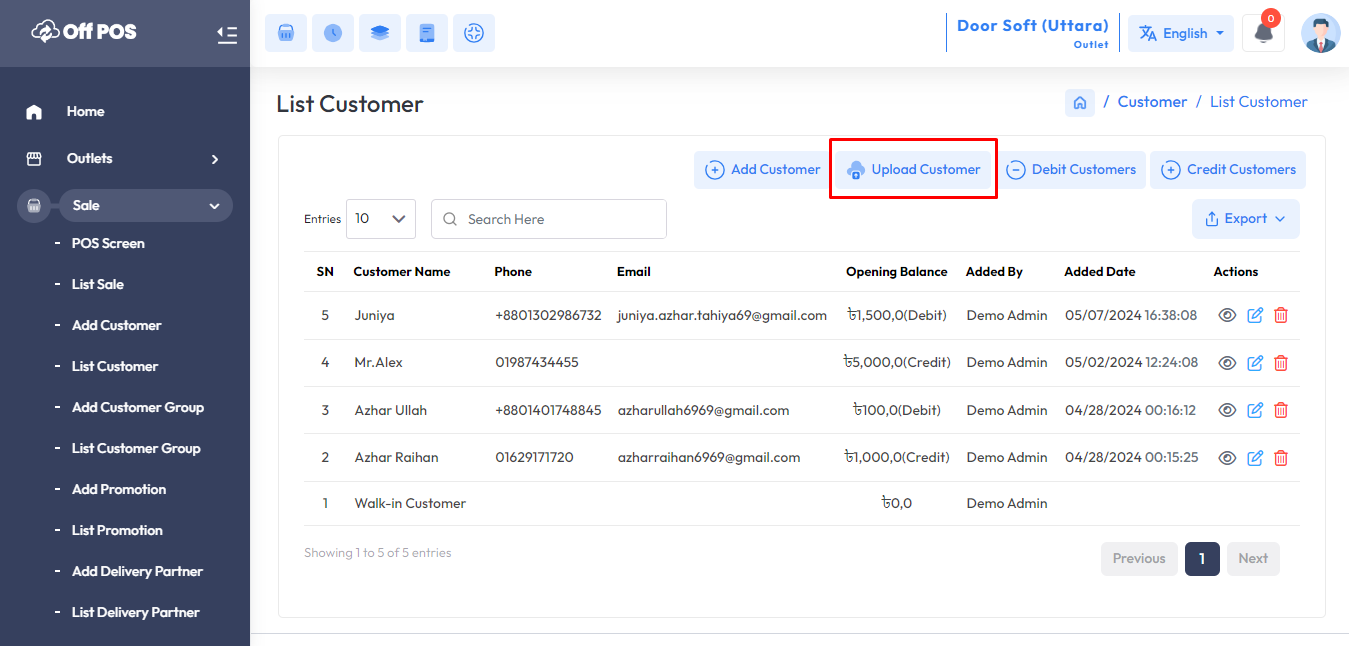 Off POS
Door Soft (Uttara)
Outlet
English
0
Home
Outlets
Sale
POS Screen
List Sale
Add Customer
List Customer
Add Customer Group
List Customer Group
Add Promotion
List Promotion
Add Delivery Partner
List Delivery Partner
List Customer
/ Customer / List Customer
Add Customer Upload Customer Debit Customers Credit Customers
Entries 10 Search Here Export
SN Customer Name Phone Email Opening Balance Added By Added Date Actions
5 Juniya +8801302986732 juniya.azhar.tahiya69@gmail.com ৳1,500,0(Debit) Demo Admin 05/07/2024 16:38:08
4 Mr.Alex 01987434455 ৳5,000,0(Credit) Demo Admin 05/02/2024 12:24:08
3 Azhar Ullah +8801401748845 azharullah6969@gmail.com ৳100,0(Debit) Demo Admin 04/28/2024 00:16:12
2 Azhar Raihan 01629171720 azharraihan6969@gmail.com ৳1,000,0(Credit) Demo Admin 04/28/2024 00:15:25
1 Walk-in Customer ৳0,0 Demo Admin
Showing 1 to 5 of 5 entries
Previous 1 Next